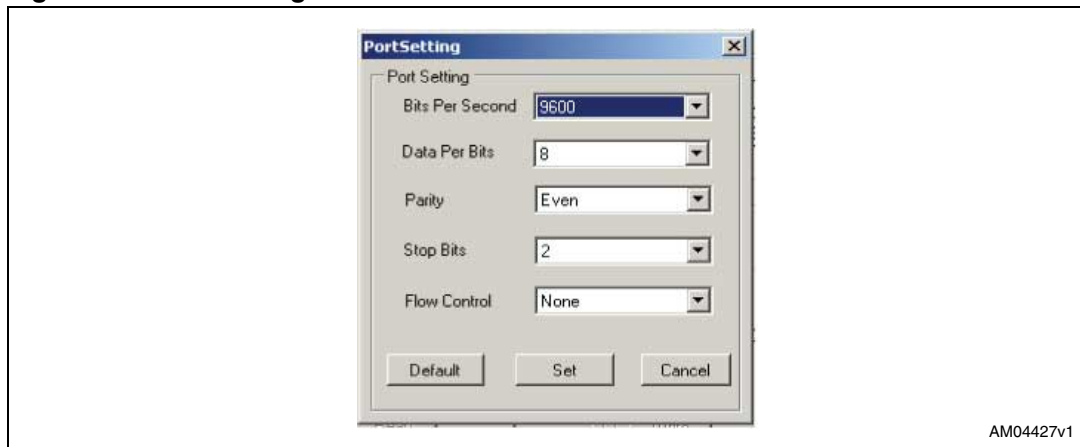 PortSetting
Port Setting
Bits Per Second 9600
Data Per Bits 8
Parity Even
Stop Bits 2
Flow Control None
Default Set Cancel
AM04427v1